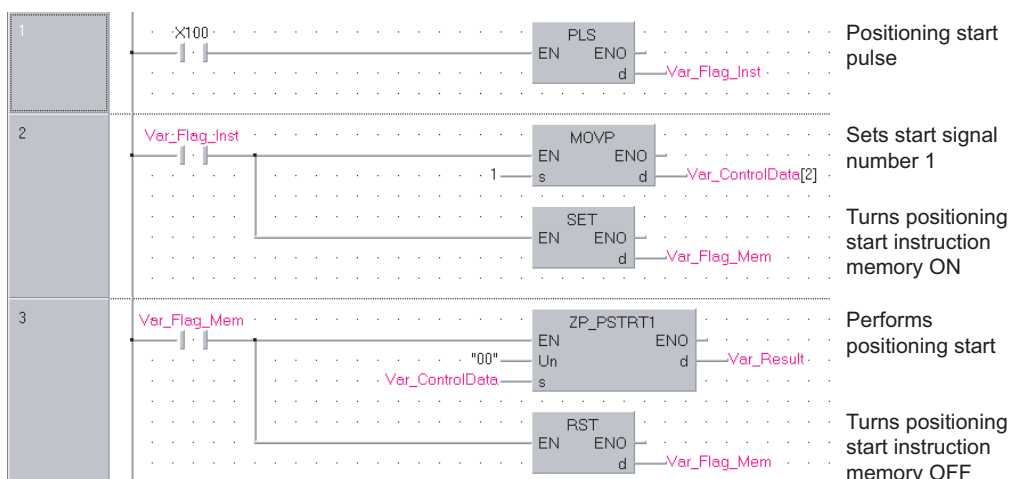 1
X100
PLS
EN ENO
d Var_Flag_Inst
Positioning start
pulse
2
Var_Flag_Inst
MOVP
EN ENO
1 s d Var_ControlData[2]
Sets start signal
number 1
SET
EN ENO
d Var_Flag_Mem
Turns positioning
start instruction
memory ON
3
Var_Flag_Mem
ZP_PSTRT1
EN ENO
"00" Un d Var_Result
Var_ControlData s
Performs
positioning start
RST
EN ENO
d Var_Flag_Mem
Turns positioning
start instruction
memory OFF